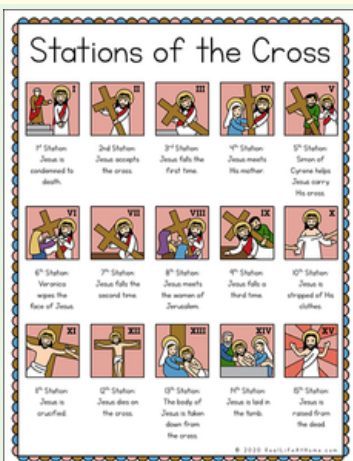 Stations of the Cross
I
II
III
IV
V
1st Station:
Jesus is
condemned to
death.
2nd Station:
Jesus accepts
the cross.
3rd Station:
Jesus falls the
first time.
4th Station:
Jesus meets
His mother.
5th Station:
Simon of
Cyrene helps
Jesus carry
His cross.
VI
VII
VIII
IX
X
6th Station:
Veronica
wipes the
face of Jesus.
7th Station:
Jesus falls the
second time.
8th Station:
Jesus meets
the women of
Jerusalem.
9th Station:
Jesus falls a
third time.
10th Station:
Jesus is
stripped of His
clothes.
XI
XII
XIII
XIV
XV
11th Station:
Jesus is
crucified.
12th Station:
Jesus dies on
the cross.
13th Station:
The body of
Jesus is taken
down from
the cross.
14th Station:
Jesus is laid in
the tomb.
15th Station:
Jesus is
raised from
the dead.
© 2020 RealLifeAtHome.com